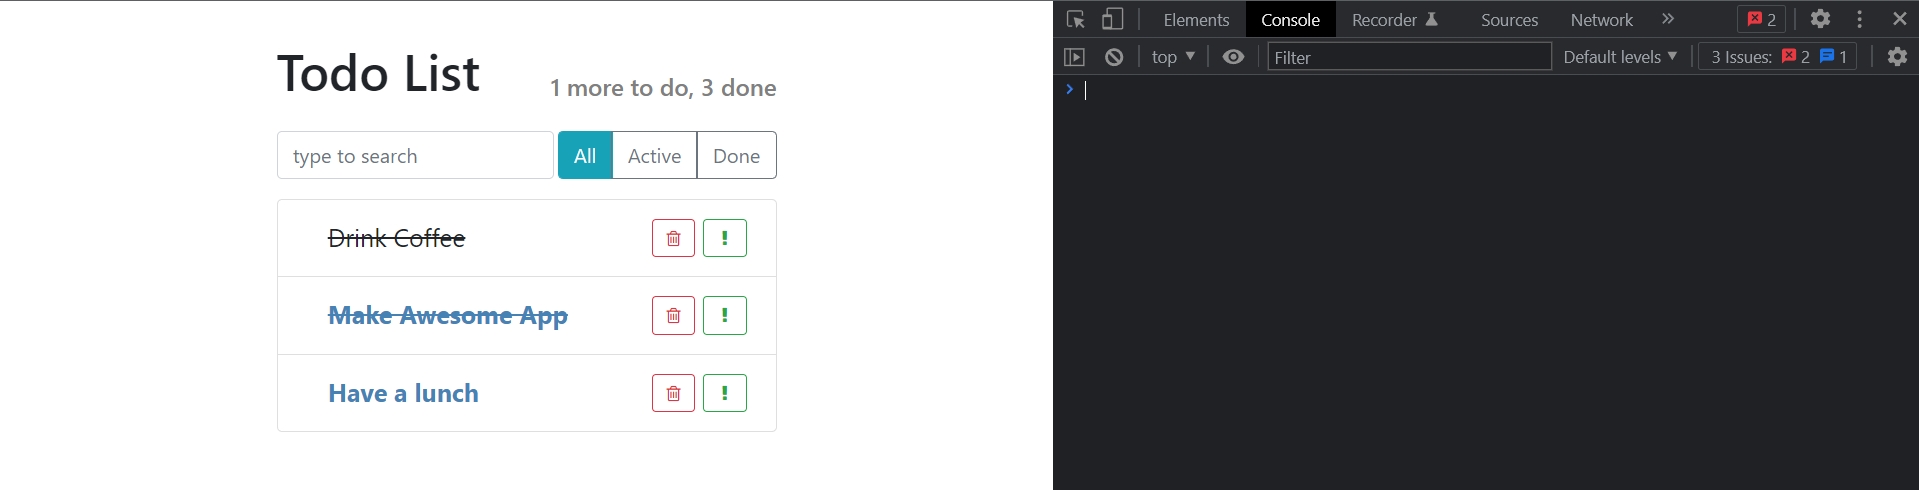 Todo List
1 more to do, 3 done
type to search
All
Active
Done
Drink Coffee
!
Make Awesome App
!
Have a lunch
!
Elements
Console
Recorder
Sources
Network
»
2
top
Filter
Default levels
3 Issues:
2
1